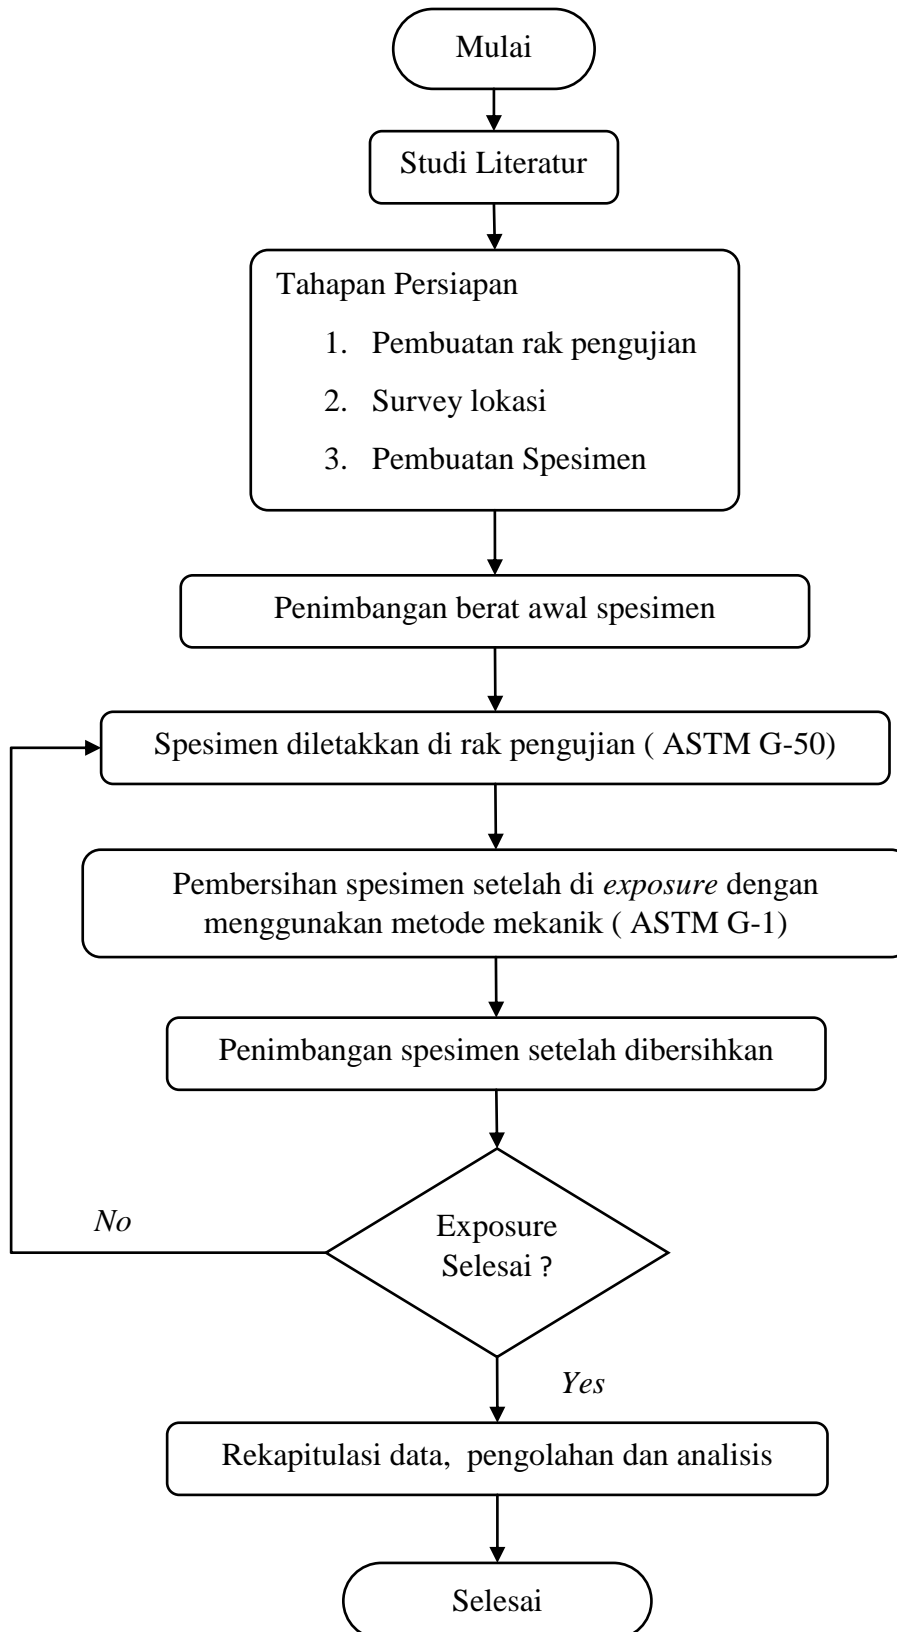 Mulai
Studi Literatur
Tahapan Persiapan
1. Pembuatan rak pengujian
2. Survey lokasi
3. Pembuatan Spesimen
Penimbangan berat awal spesimen
Spesimen diletakkan di rak pengujian ( ASTM G-50)
Pembersihan spesimen setelah di exposure dengan
menggunakan metode mekanik ( ASTM G-1)
Penimbangan spesimen setelah dibersihkan
Exposure
Selesai ?
No
Yes
Rekapitulasi data,  pengolahan dan analisis
Selesai